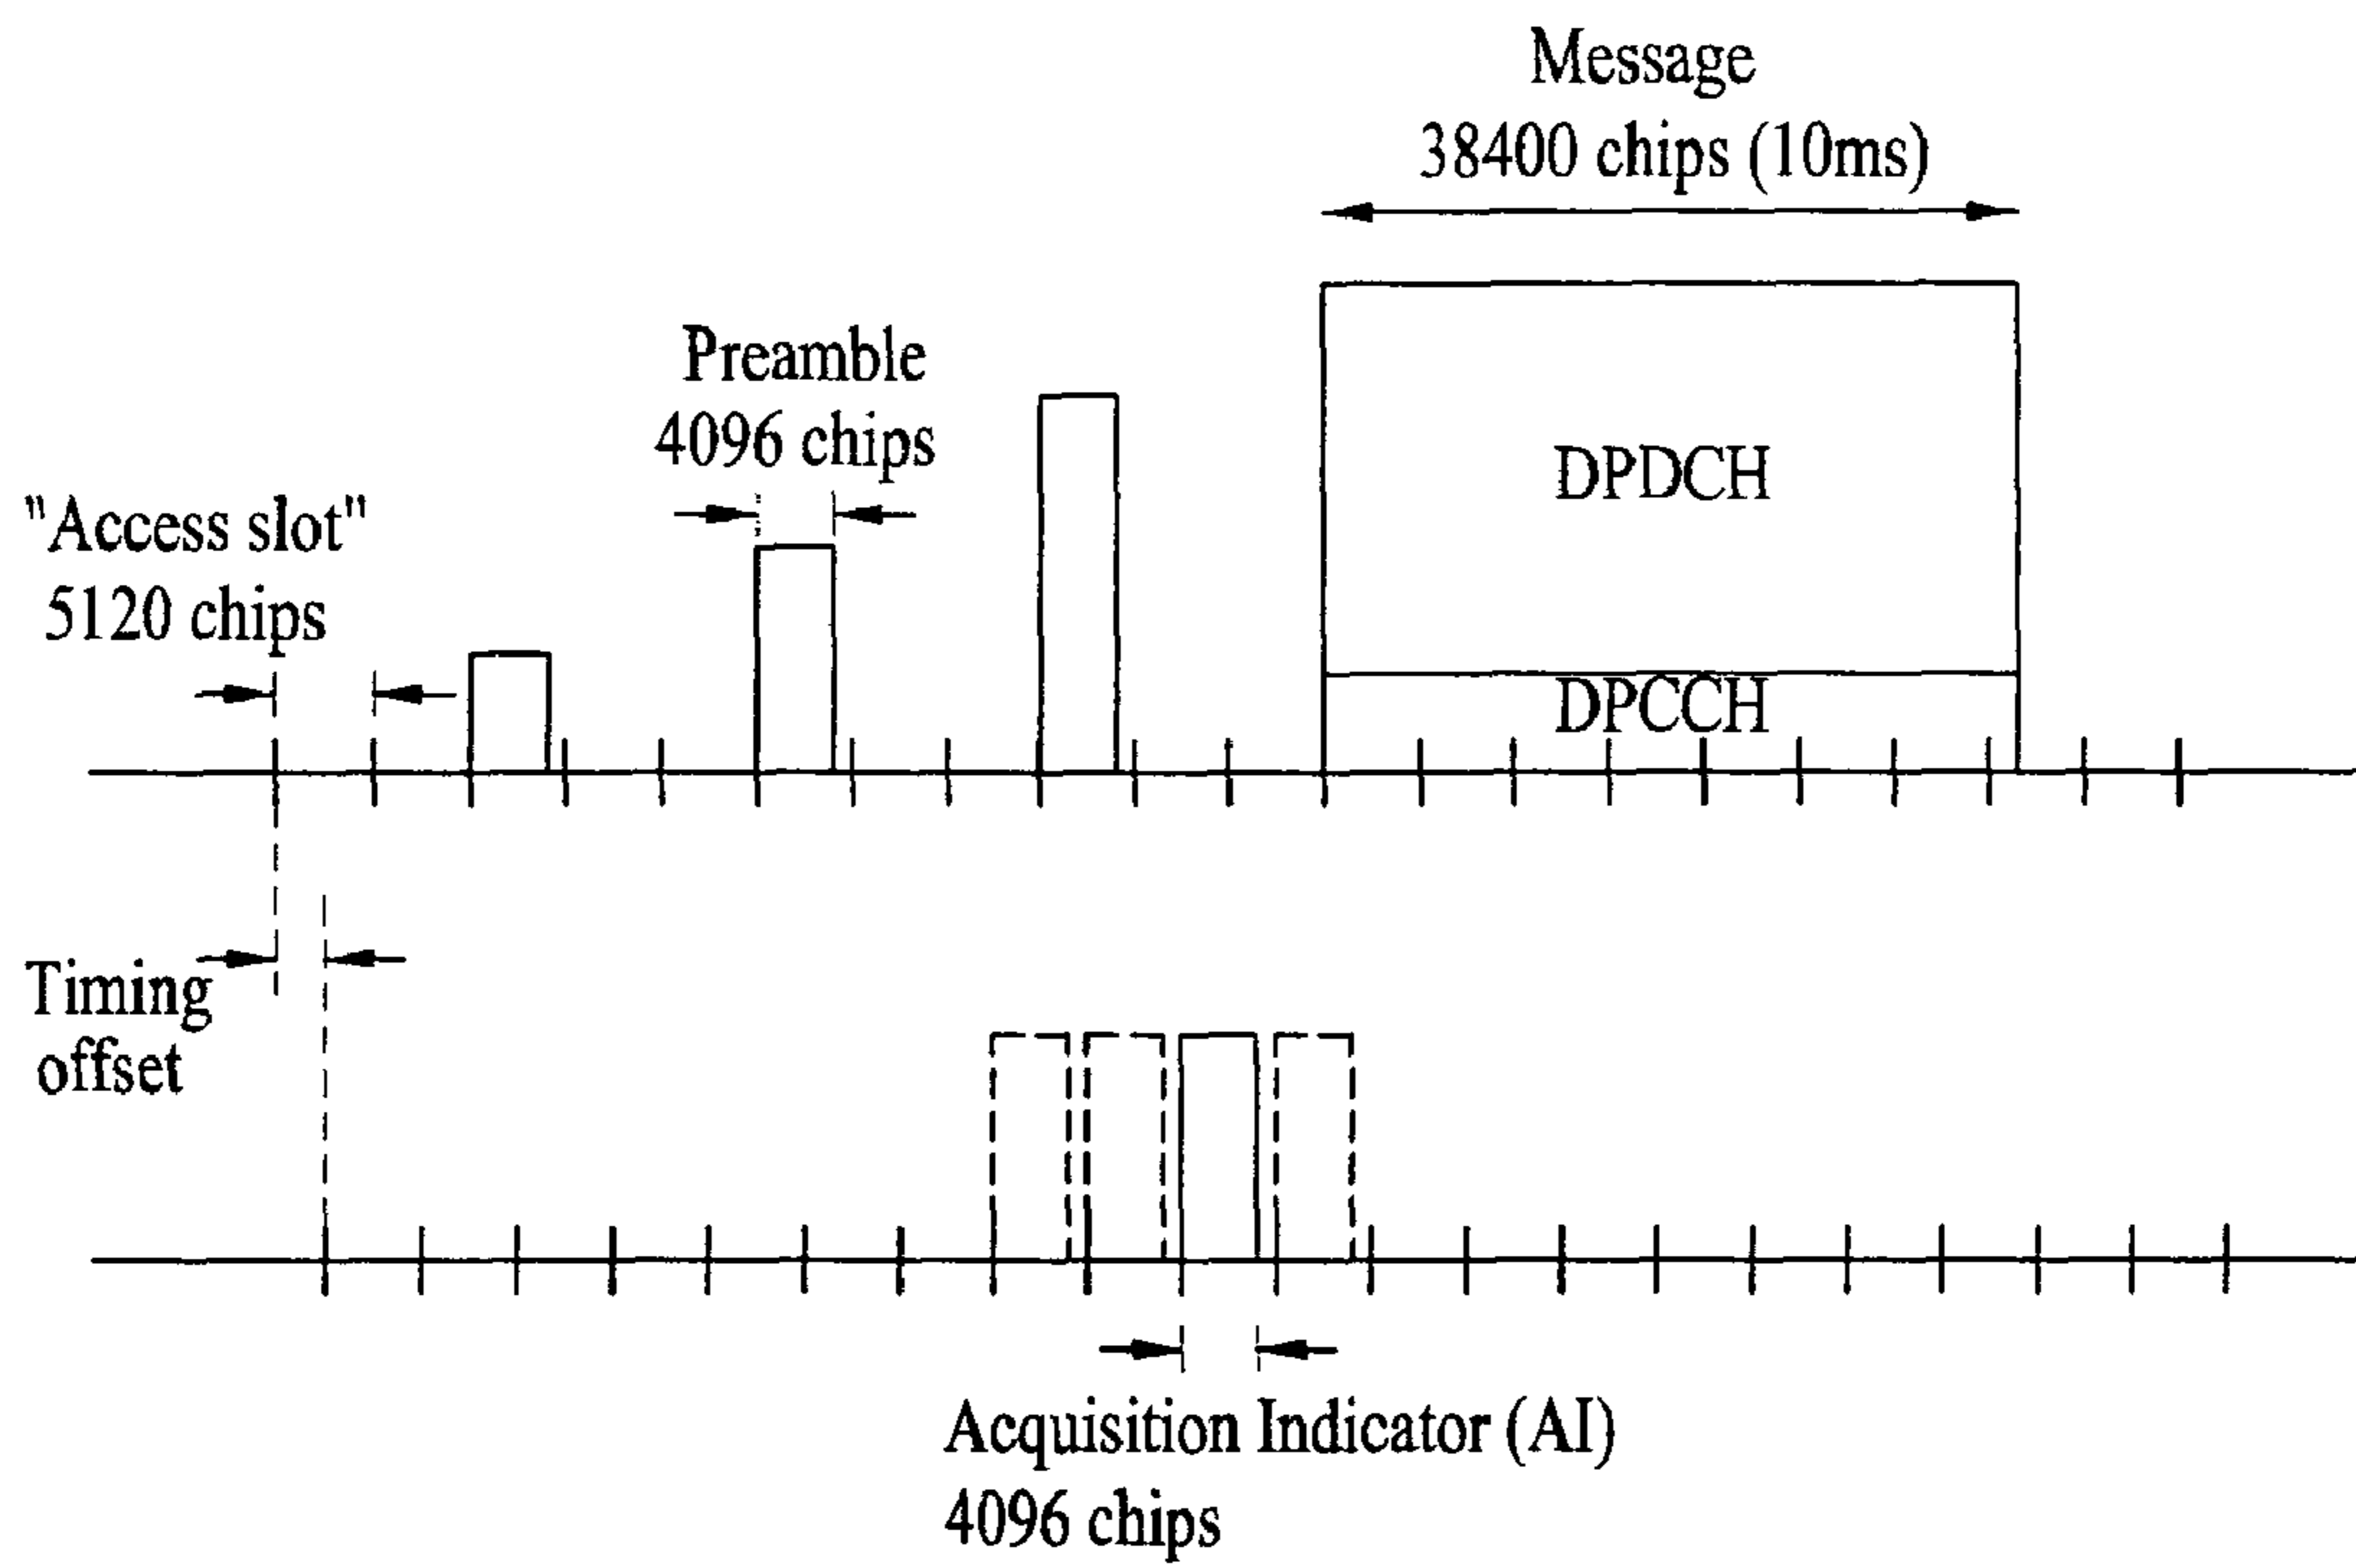 Message
38400 chips (10ms)
Preamble
4096 chips
"Access slot"
5120 chips
DPDCH
DPCCH
Timing
offset
Acquisition Indicator (AI)
4096 chips